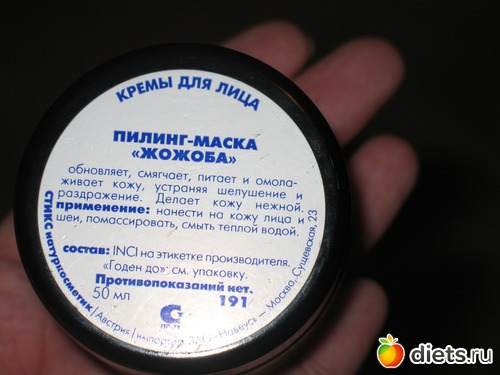 КРЕМЫ ДЛЯ ЛИЦА
ПИЛИНГ-МАСКА
«ЖОЖОБА»
обновляет, смягчает, питает и омола-
живает кожу, устраняя шелушение и
раздражение. Делает кожу нежной.
применение: нанести на кожу лица и
шеи, помассировать, смыть теплой водой.
состав: INCI на этикетке производителя.
«Годен до»: см. упаковку.
Противопоказаний нет.
50 мл
191
СТИКС натуркосметик/Австрия/импортер ЗАО Москва, Сущевская, 23
diets.ru